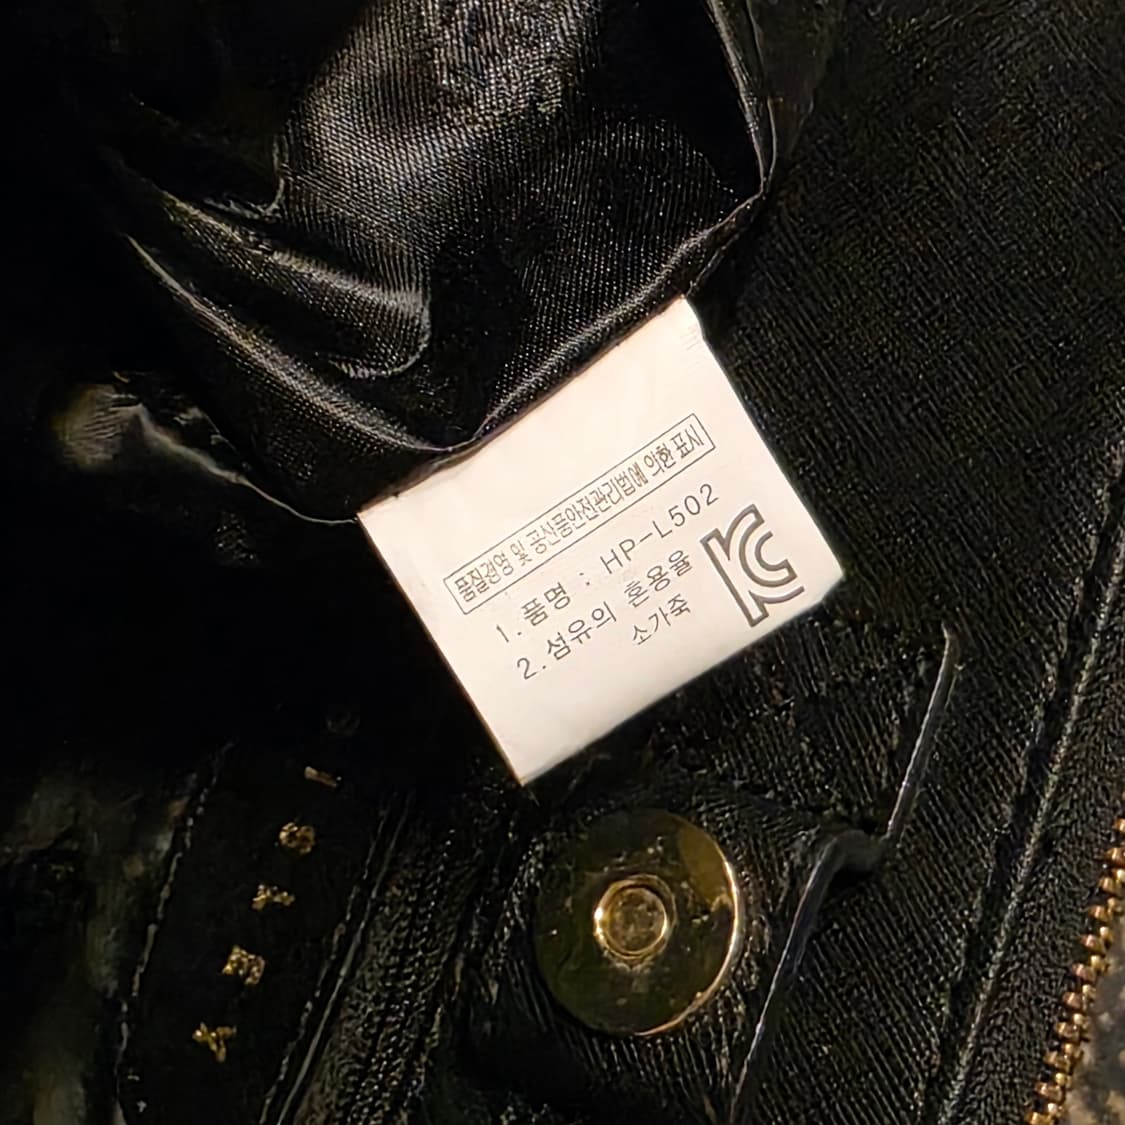 품질경영 및 공산품안전관리법에 의한 표시
1. 품명 : HP-L502
2. 섬유의 혼용율
소가죽
KC